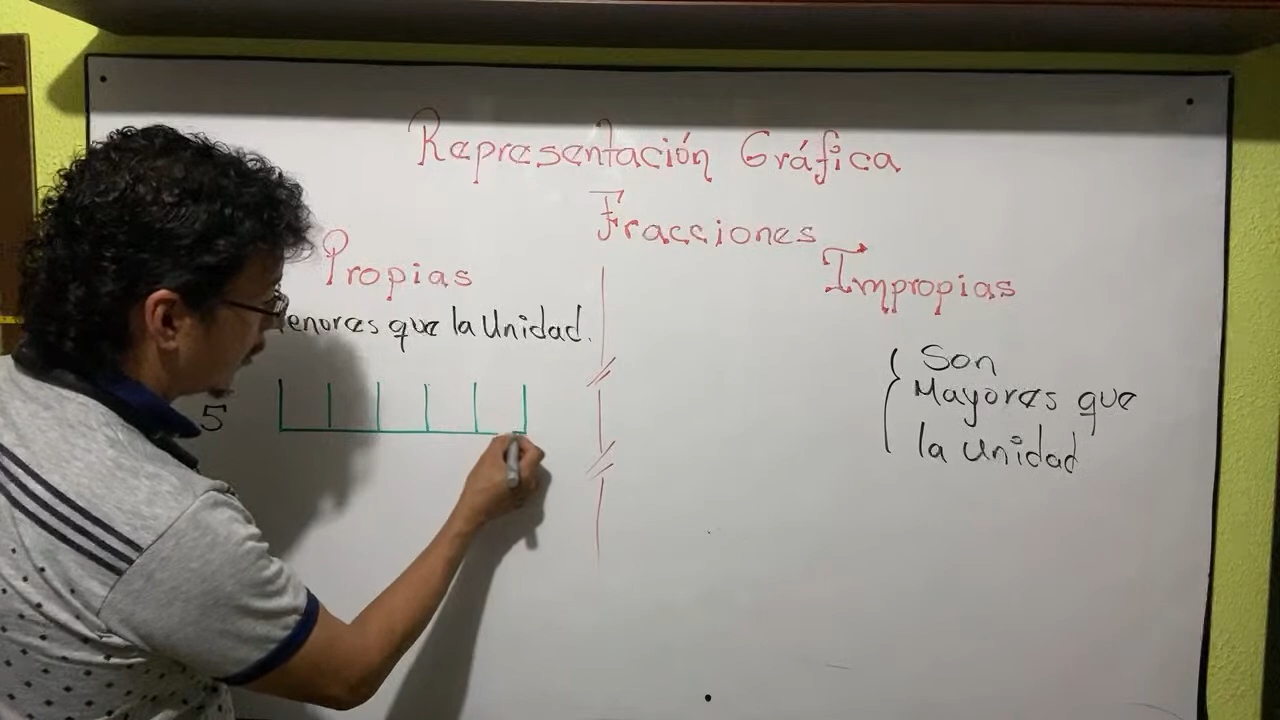 Representación Gráfica
Fracciones
Propias
Impropias
enores que la Unidad.
Son
Mayores que
la unidad
5